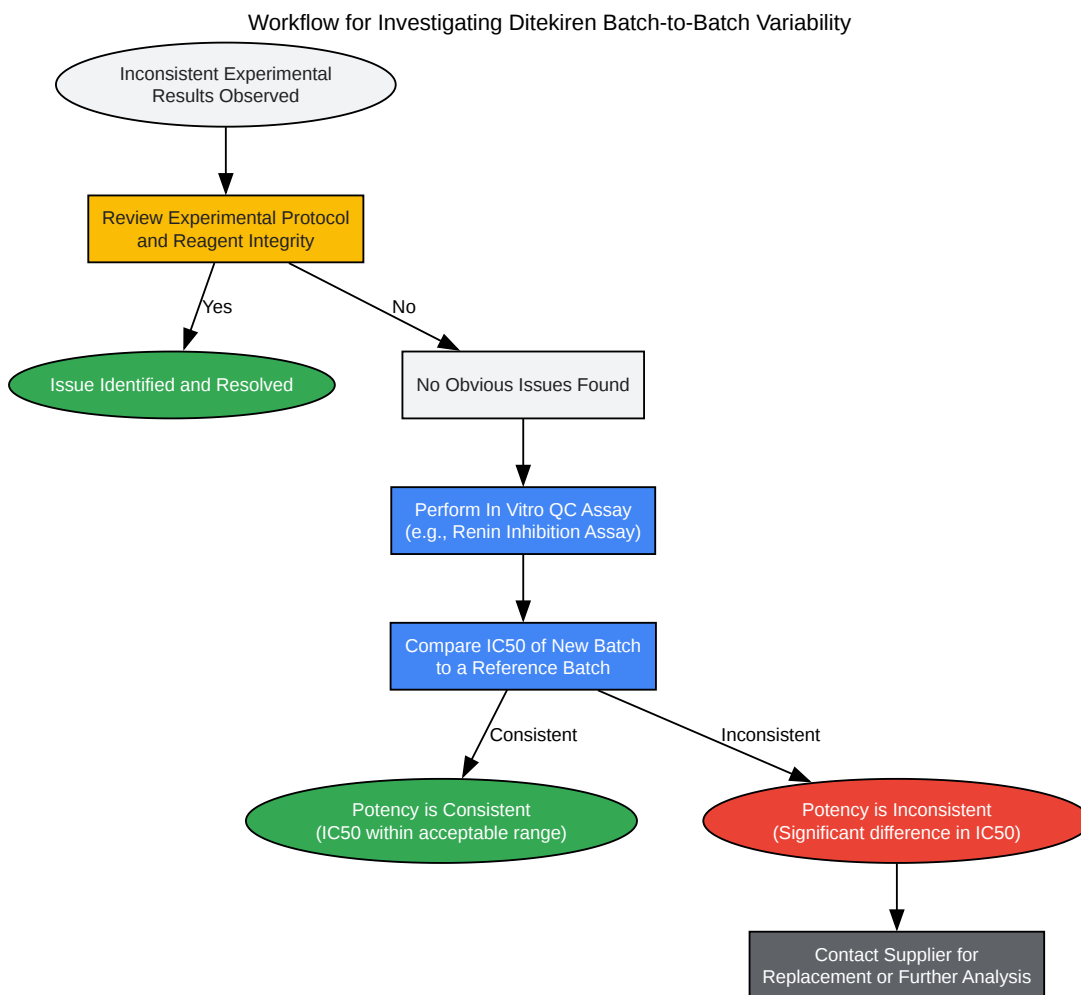 Workflow for Investigating Ditekiren Batch-to-Batch Variability
Inconsistent Experimental
Results Observed
Review Experimental Protocol
and Reagent Integrity
Yes
No
Issue Identified and Resolved
No Obvious Issues Found
Perform In Vitro QC Assay
(e.g., Renin Inhibition Assay)
Compare IC50 of New Batch
to a Reference Batch
Consistent
Inconsistent
Potency is Consistent
(IC50 within acceptable range)
Potency is Inconsistent
(Significant difference in IC50)
Contact Supplier for
Replacement or Further Analysis